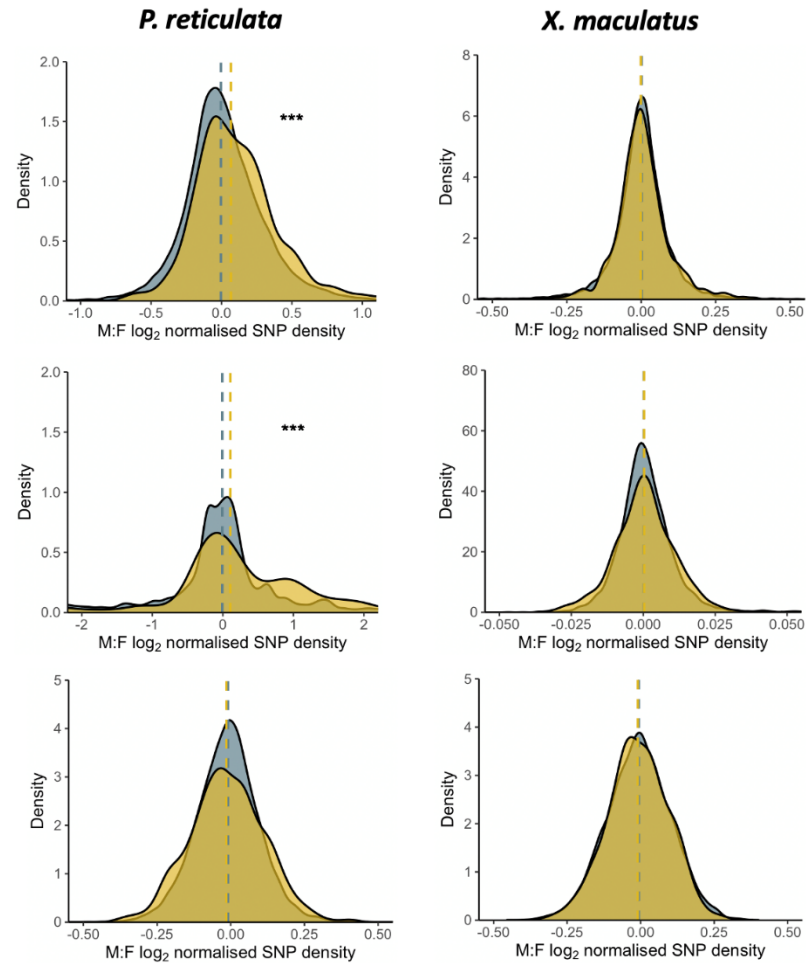 P. reticulata
X. maculatus
2.0
1.5
1.0
0.5
0.0
Density
***
-1.0 -0.5 0.0 0.5 1.0
M:F log₂ normalised SNP density
8
6
4
2
0
Density
-0.50 -0.25 0.00 0.25 0.50
M:F log₂ normalised SNP density
2.0
1.5
1.0
0.5
0.0
Density
***
-2 -1 0 1 2
M:F log₂ normalised SNP density
80
60
40
20
0
Density
-0.050 -0.025 0.000 0.025 0.050
M:F log₂ normalised SNP density
5
4
3
2
1
0
Density
-0.50 -0.25 0.00 0.25 0.50
M:F log₂ normalised SNP density
5
4
3
2
1
0
Density
-0.50 -0.25 0.00 0.25 0.50
M:F log₂ normalised SNP density